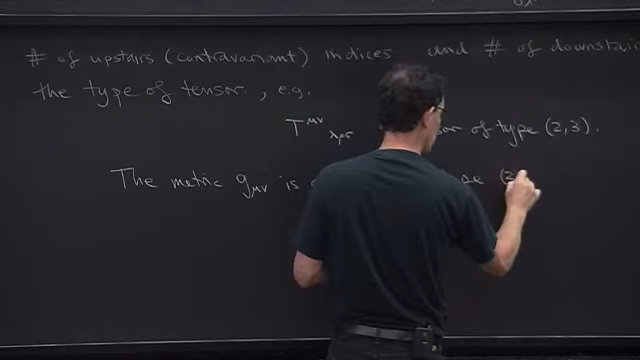 # of upstairs (contravariant) indices and # of downstair
the type of tensor, e.g.
T^{μν}_{λρσ} of type (2,3).
The metric g_{μν} is (2